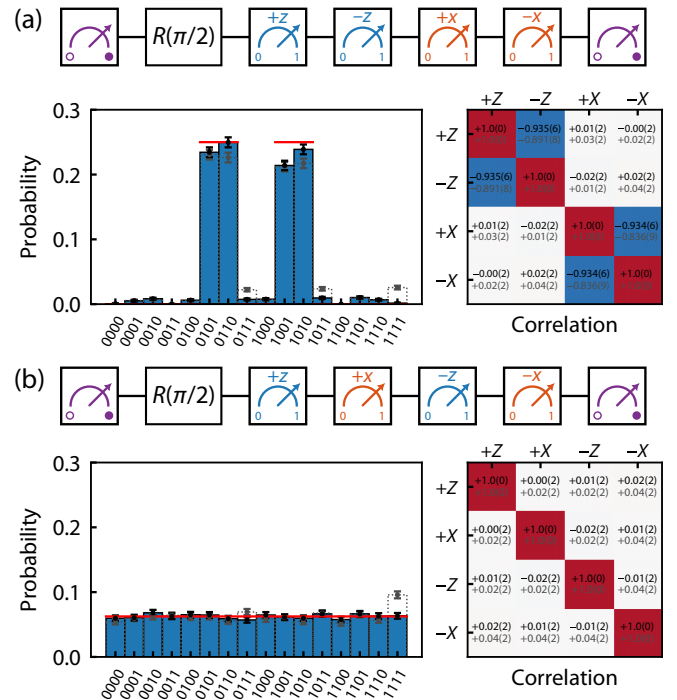 (a)
R(π/2)
+z
−z
+x
−x
0 1
0 1
0 1
0 1
Probability
0.3
0.2
0.1
0.0
0000
0001
0010
0011
0100
0101
0110
0111
1000
1001
1010
1011
1100
1101
1110
1111
+Z −Z +X −X
+Z
+1.0(0) −0.935(6) +0.01(2) −0.00(2)
−0.891(8) +0.03(2) +0.02(2)
−Z
−0.935(6) +1.0(0) −0.02(2) +0.02(2)
−0.891(8) +0.01(2) +0.04(2)
+X
+0.01(2) −0.02(2) +1.0(0) −0.934(6)
+0.03(2) +0.01(2) −0.836(9)
−X
−0.00(2) +0.02(2) −0.934(6) +1.0(0)
+0.02(2) +0.04(2) −0.836(9)
Correlation
(b)
R(π/2)
+z
+x
−z
−x
0 1
0 1
0 1
0 1
Probability
0.3
0.2
0.1
0.0
0000
0001
0010
0011
0100
0101
0110
0111
1000
1001
1010
1011
1100
1101
1110
1111
+Z +X −Z −X
+Z
+1.0(0) +0.00(2) +0.01(2) +0.02(2)
+0.02(2) +0.02(2) +0.04(2)
+X
+0.00(2) +1.0(0) −0.02(2) +0.01(2)
+0.02(2) +0.02(2) +0.04(2)
−Z
+0.01(2) −0.02(2) +1.0(0) −0.01(2)
+0.02(2) +0.02(2) +0.04(2)
−X
+0.02(2) +0.01(2) −0.01(2) +1.0(0)
+0.04(2) +0.04(2) +0.04(2)
Correlation